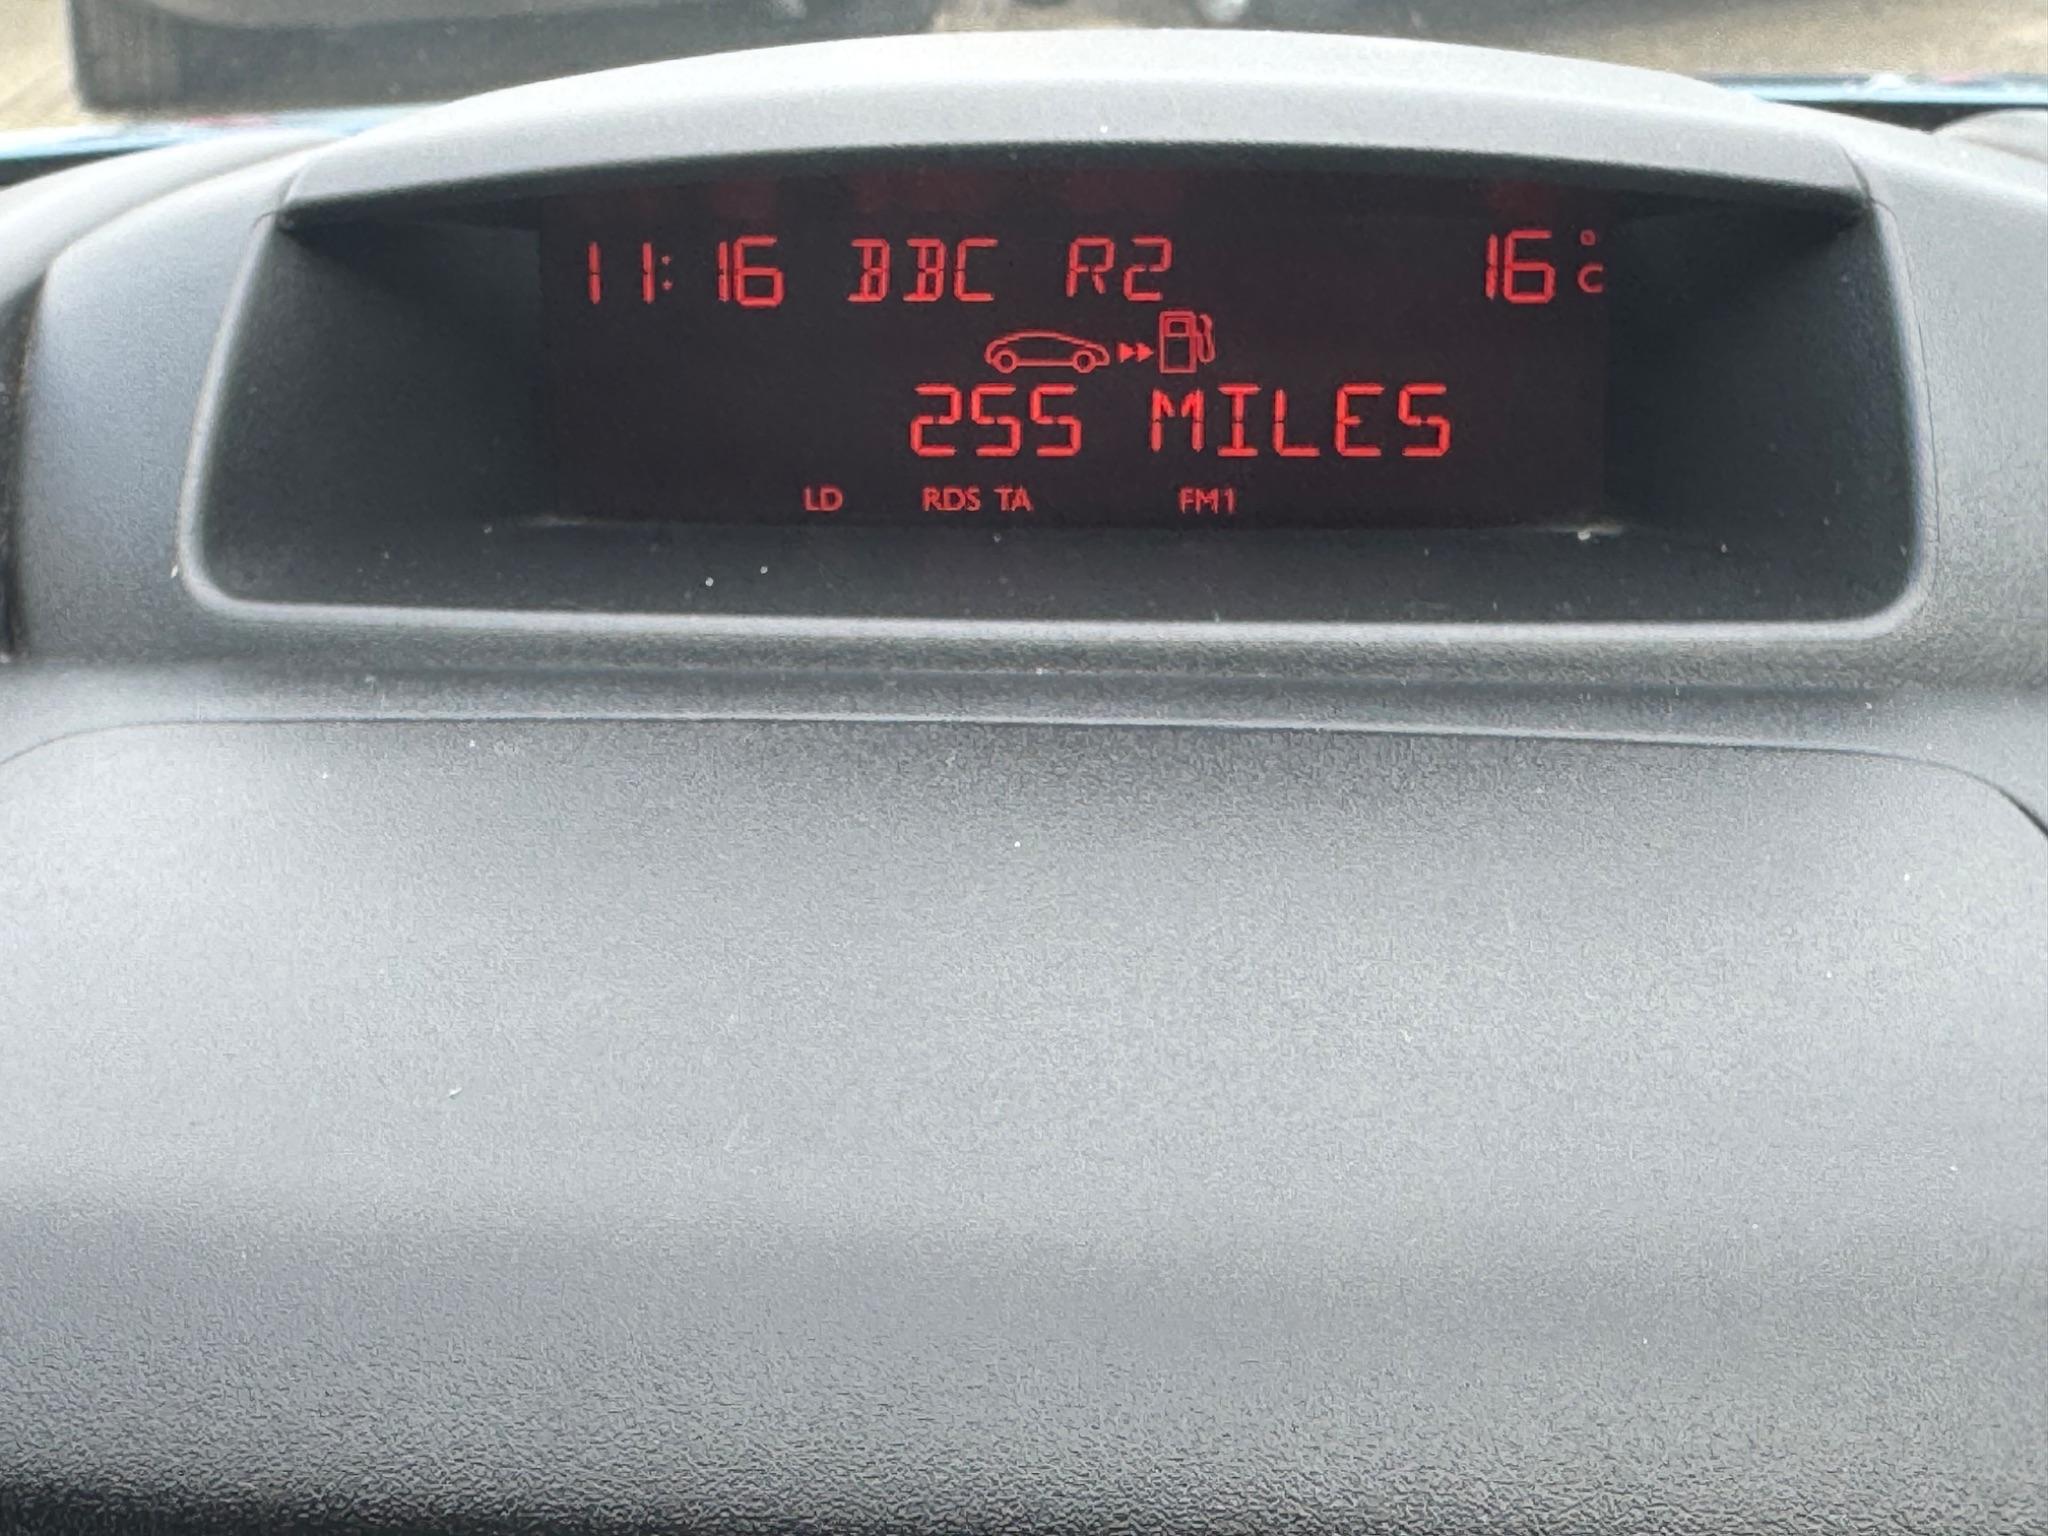 11:16 BBC R2 16°C
255 MILES
LD RDS TA FM1